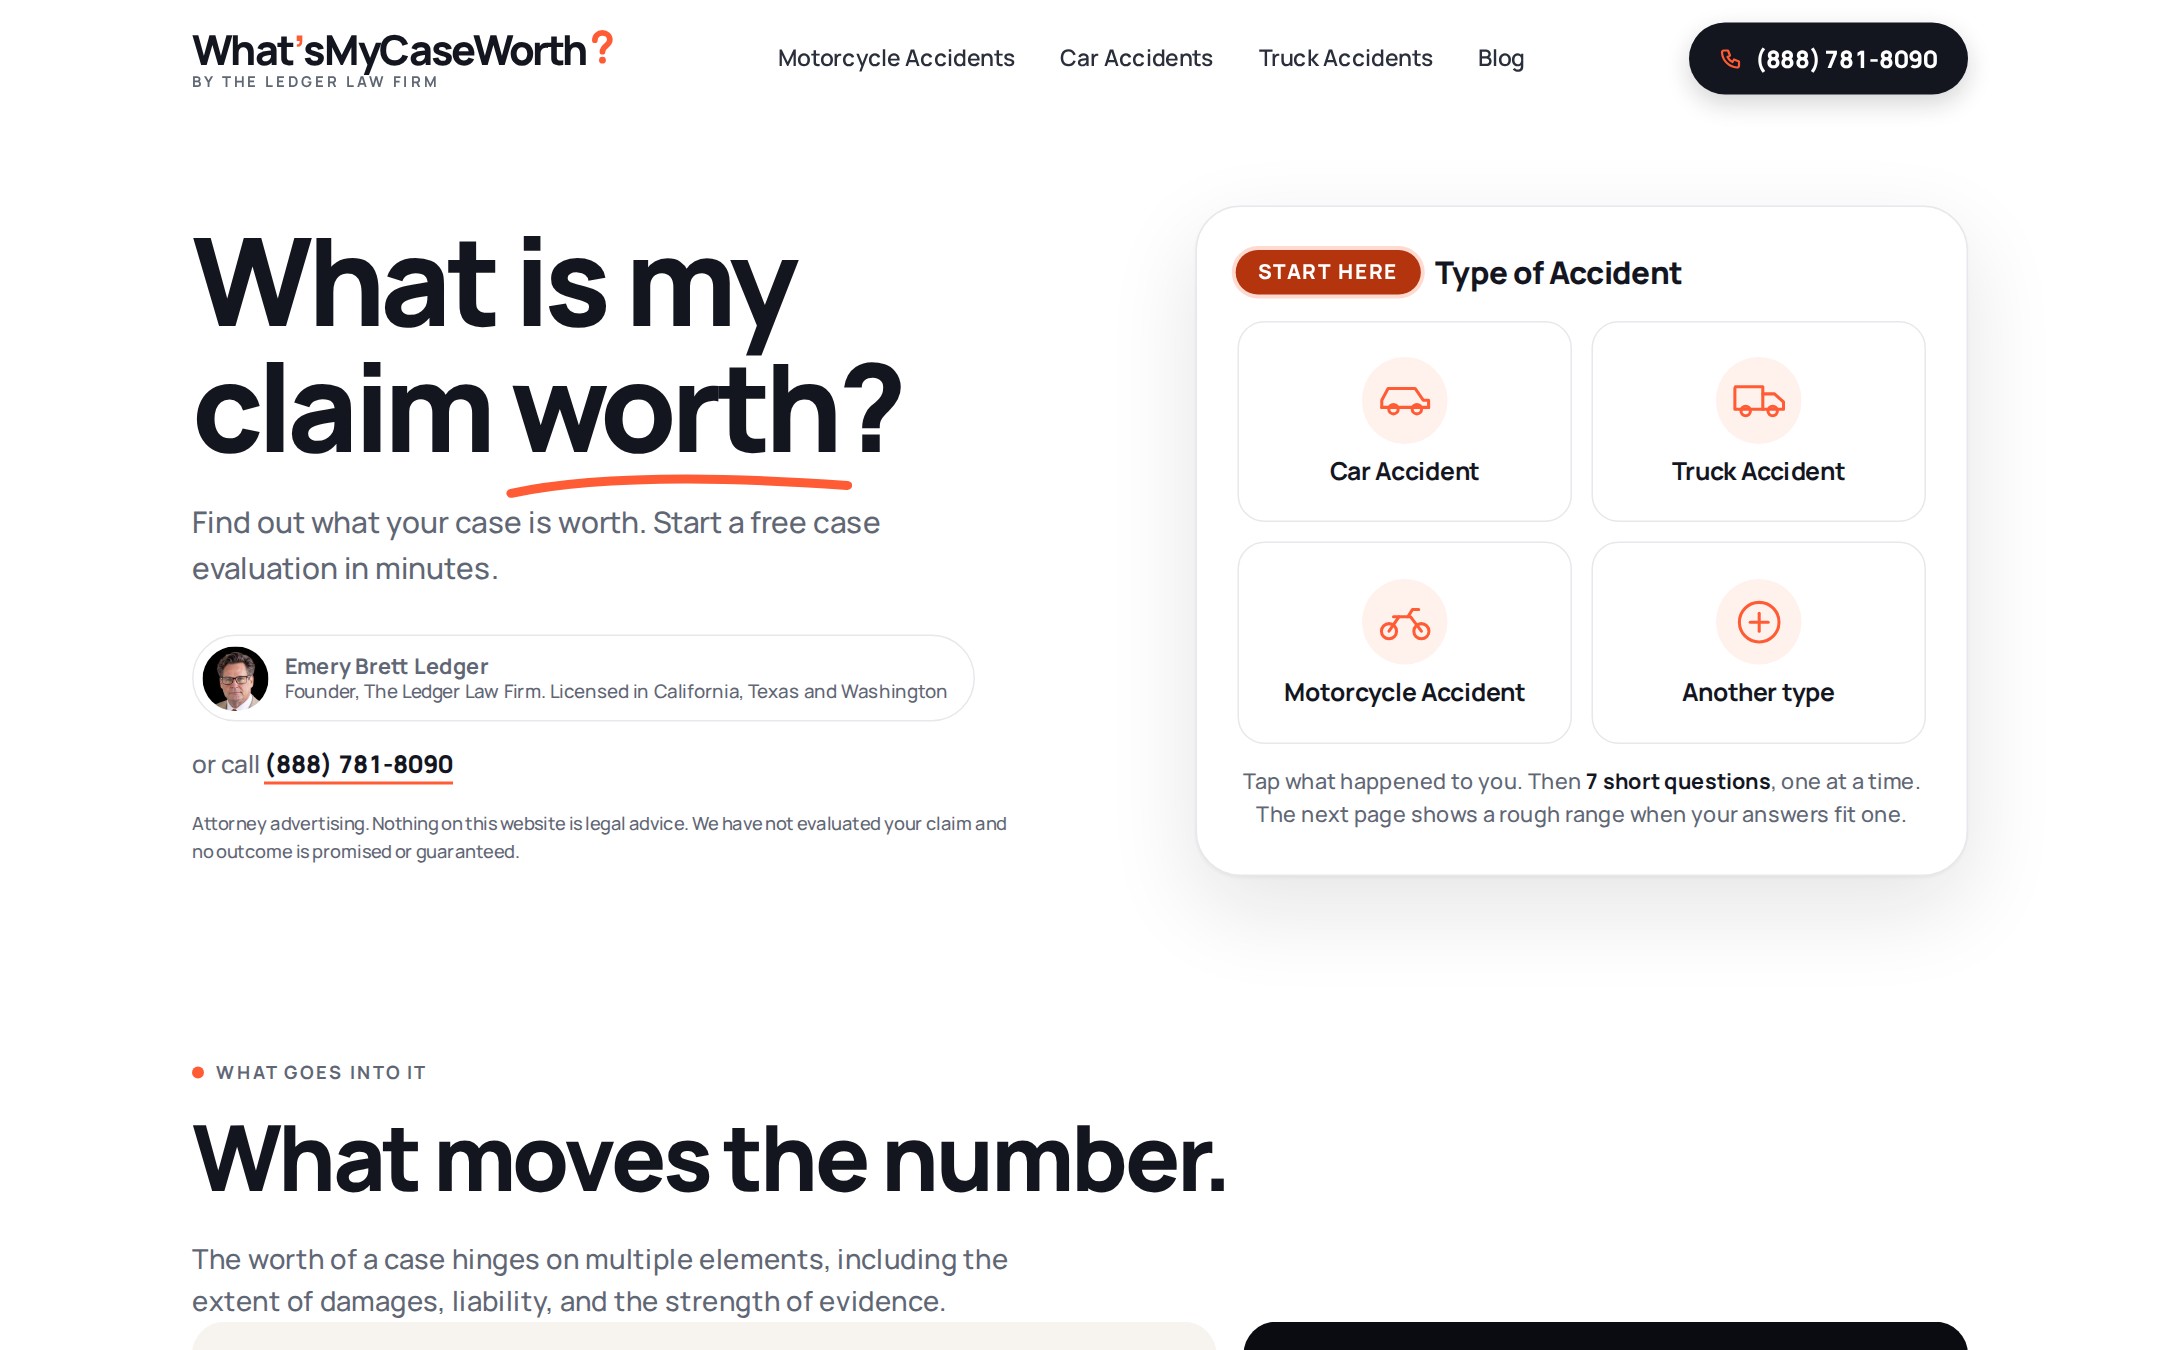 What'sMyCaseWorth?
BY THE LEDGER LAW FIRM
Motorcycle Accidents
Car Accidents
Truck Accidents
Blog
(888) 781-8090
What is my
claim worth?
Find out what your case is worth. Start a free case
evaluation in minutes.
Emery Brett Ledger
Founder, The Ledger Law Firm. Licensed in California, Texas and Washington
or call (888) 781-8090
Attorney advertising. Nothing on this website is legal advice. We have not evaluated your claim and
no outcome is promised or guaranteed.
START HERE Type of Accident
Car Accident
Truck Accident
Motorcycle Accident
Another type
Tap what happened to you. Then 7 short questions, one at a time.
The next page shows a rough range when your answers fit one.
WHAT GOES INTO IT
What moves the number.
The worth of a case hinges on multiple elements, including the
extent of damages, liability, and the strength of evidence.